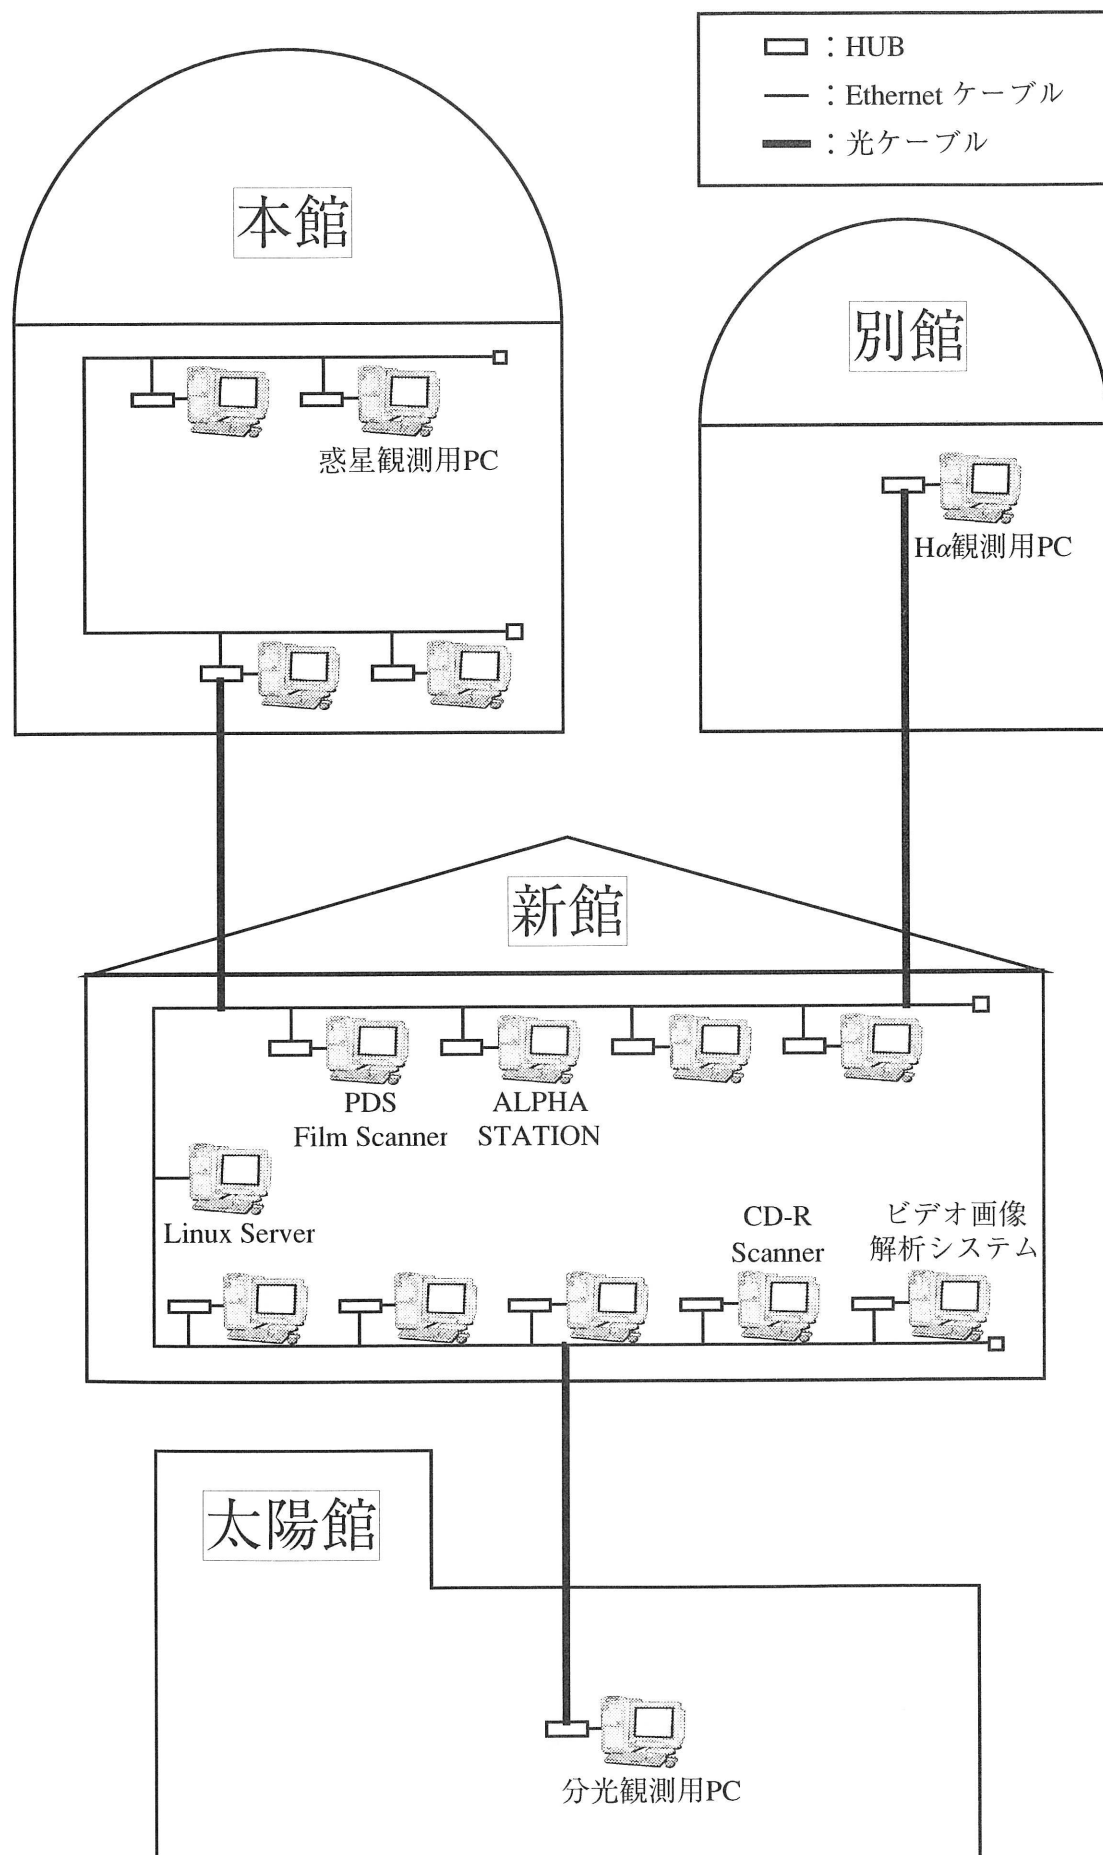 ：HUB
：Ethernet ケーブル
：光ケーブル
本館
別館
惑星観測用PC
Hα観測用PC
新館
PDS
Film Scanner
ALPHA
STATION
Linux Server
CD-R
Scanner
ビデオ画像
解析システム
太陽館
分光観測用PC